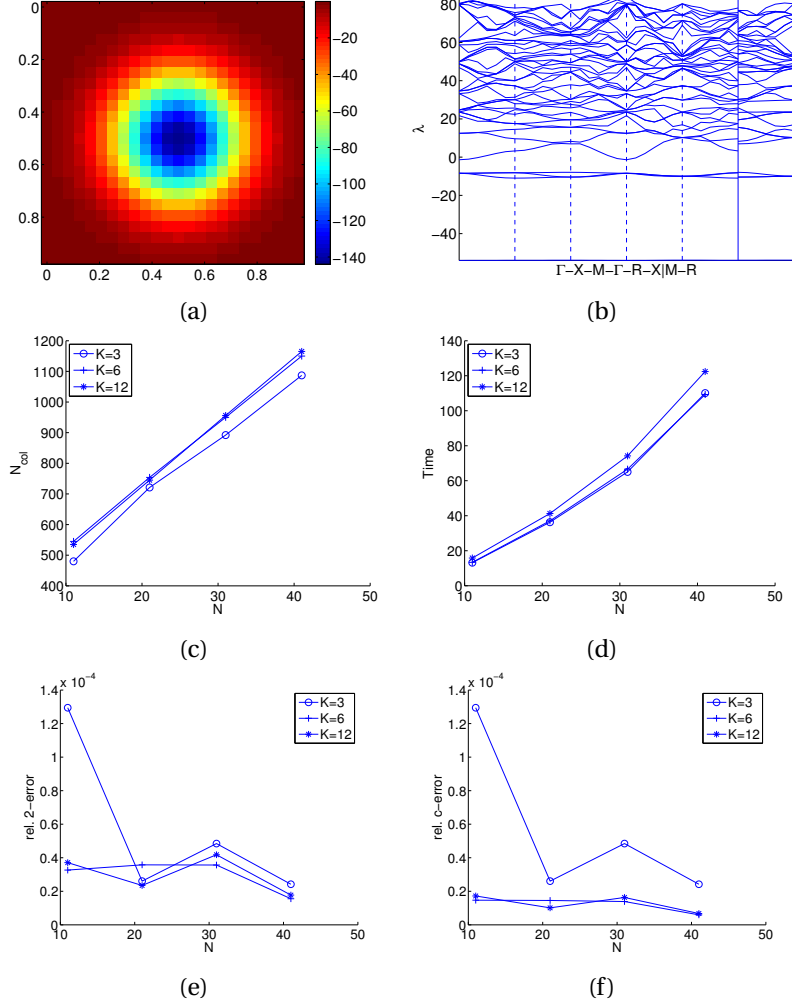 0
0.2
0.4
0.6
0.8
0 0.2 0.4 0.6 0.8
−20
−40
−60
−80
−100
−120
−140
(a)
80
60
40
20
0
−20
−40
λ
Γ−X−M−Γ−R−X|M−R
(b)
1200
1100
1000
900
800
700
600
500
400
N_col
K=3
K=6
K=12
10 20 30 40 50
N
(c)
140
120
100
80
60
40
20
0
Time
K=3
K=6
K=12
10 20 30 40 50
N
(d)
x 10^-4
1.4
1.2
1
0.8
0.6
0.4
0.2
0
rel. 2−error
K=3
K=6
K=12
10 20 30 40 50
N
(e)
x 10^-4
1.4
1.2
1
0.8
0.6
0.4
0.2
0
rel. c−error
K=3
K=6
K=12
10 20 30 40 50
N
(f)